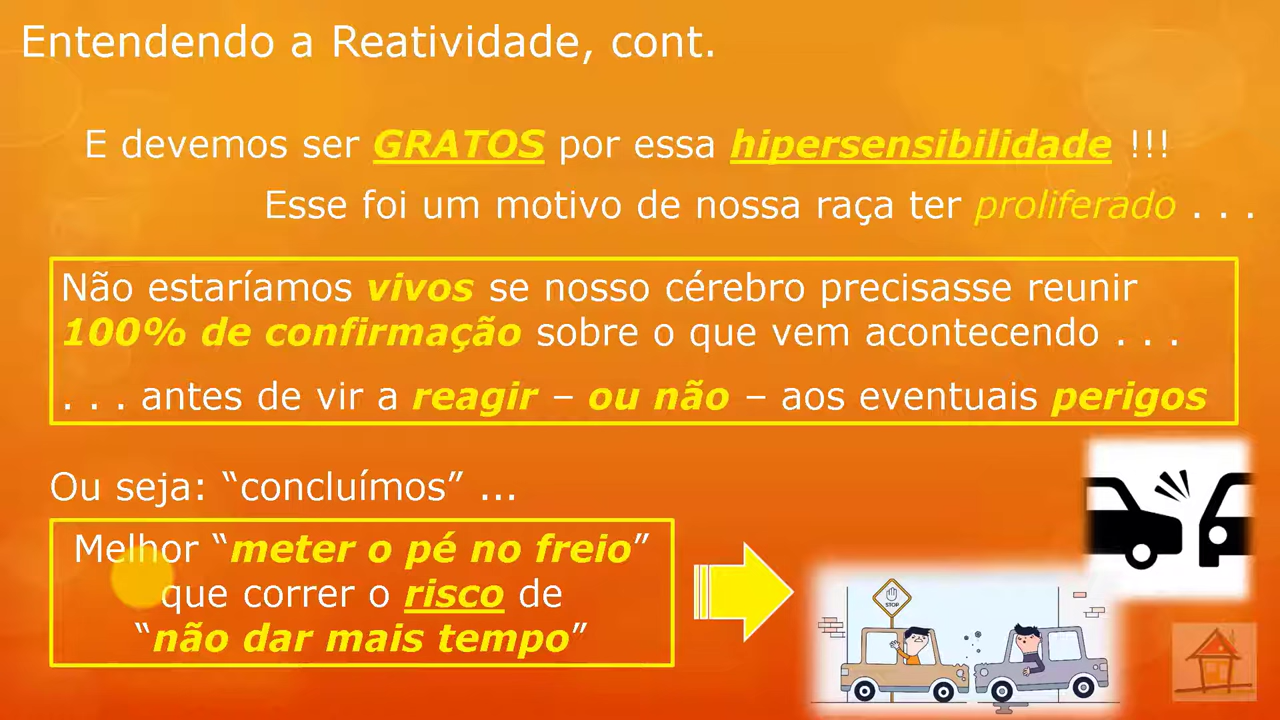 Entendendo a Reatividade, cont.
E devemos ser GRATOS por essa hipersensibilidade !!!
Esse foi um motivo de nossa raça ter proliferado . . .
Não estaríamos vivos se nosso cérebro precisasse reunir
100% de confirmação sobre o que vem acontecendo . . .
. . . antes de vir a reagir – ou não – aos eventuais perigos
Ou seja: “concluímos” ...
Melhor “meter o pé no freio”
que correr o risco de
“não dar mais tempo”
STOP